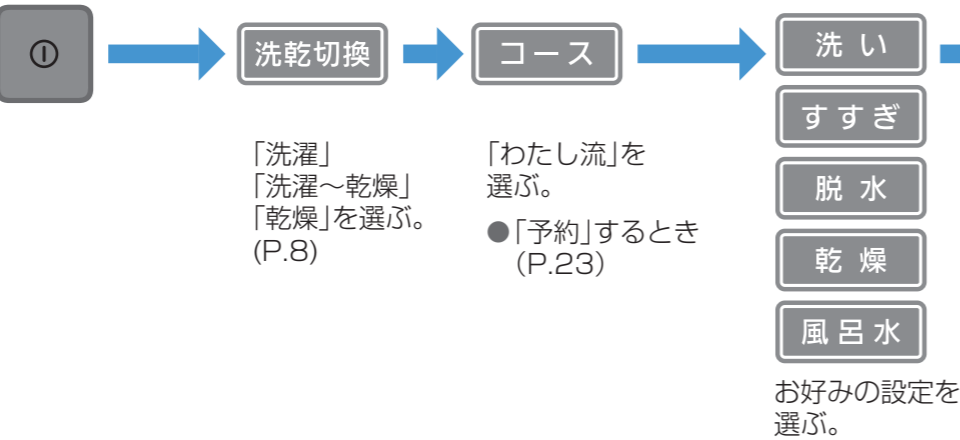 洗乾切換
「洗濯」
「洗濯～乾燥」
「乾燥」を選ぶ。
(P.8)
コース
「わたし流」を
選ぶ。
●「予約」するとき
（P.23）
洗い
すすぎ
脱水
乾燥
風呂水
お好みの設定を
選ぶ。